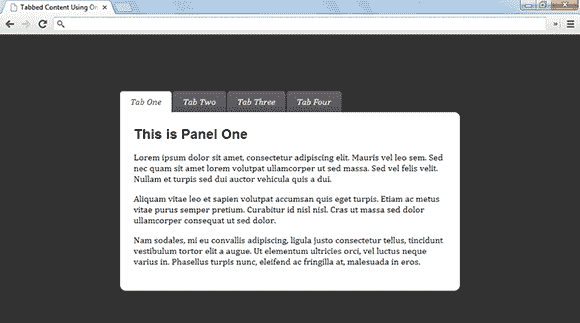 Tabbed Content Using On
Tab One Tab Two Tab Three Tab Four
This is Panel One
Lorem ipsum dolor sit amet, consectetur adipiscing elit. Mauris vel leo sem. Sed
nec quam sit amet lorem volutpat ullamcorper ut sed massa. Sed vel felis velit.
Nullam et turpis sed dui auctor vehicula quis a dui.
Aliquam vitae leo et sapien volutpat accumsan quis eget turpis. Etiam ac metus
vitae purus semper pretium. Curabitur id nisl nisl. Cras ut massa sed dolor
ullamcorper consequat ut sed dolor.
Nam sodales, mi eu convallis adipiscing, ligula justo consectetur tellus, tincidunt
vestibulum tortor elit a augue. Ut elementum ultricies orci, vel luctus neque
varius in. Phasellus turpis nunc, eleifend ac fringilla at, malesuada in eros.